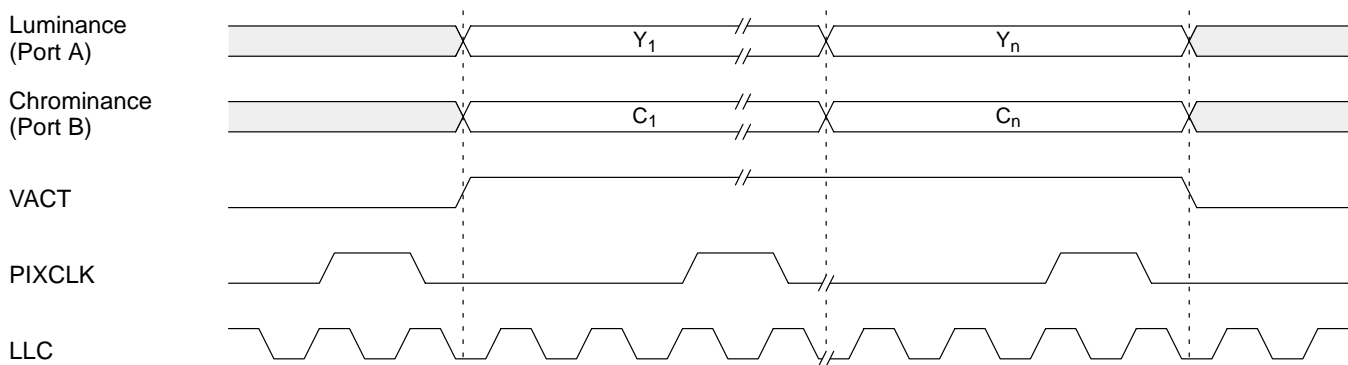 Luminance
(Port A)
Y1
Yn
Chrominance
(Port B)
C1
Cn
VACT
PIXCLK
LLC